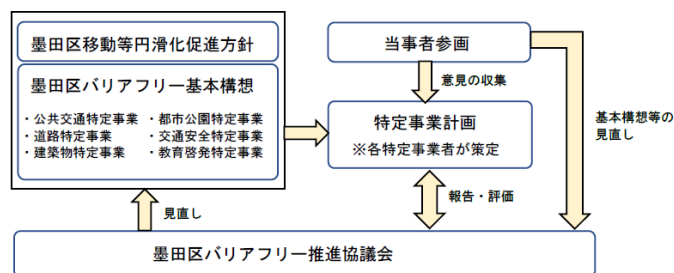 墨田区移動等円滑化促進方針
墨田区バリアフリー基本構想
・公共交通特定事業 ・都市公園特定事業
・道路特定事業 ・交通安全特定事業
・建築物特定事業 ・教育啓発特定事業
当事者参画
意見の収集
特定事業計画
※各特定事業者が策定
基本構想等の
見直し
報告・評価
見直し
墨田区バリアフリー推進協議会